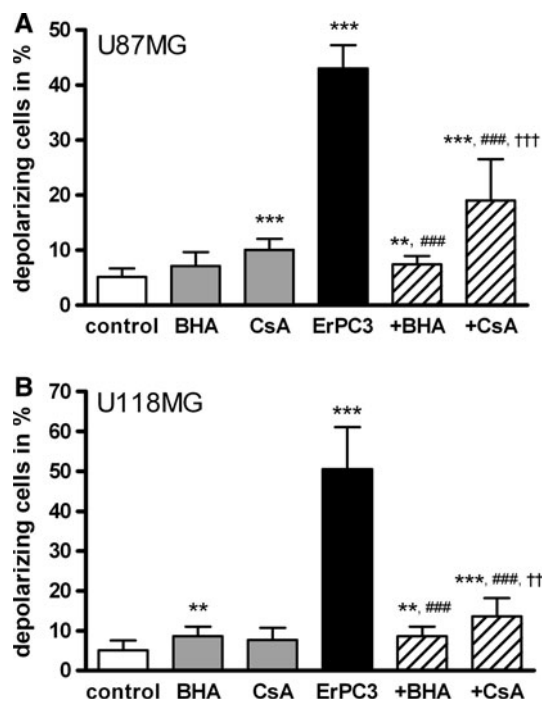 A
U87MG
depolarizing cells in %
50
40
30
20
10
0
***
***
**, ###
***, ###, †††
control BHA CsA ErPC3 +BHA +CsA
B
U118MG
depolarizing cells in %
70
60
50
40
30
20
10
0
**
***
**, ###
***, ###, ††
control BHA CsA ErPC3 +BHA +CsA